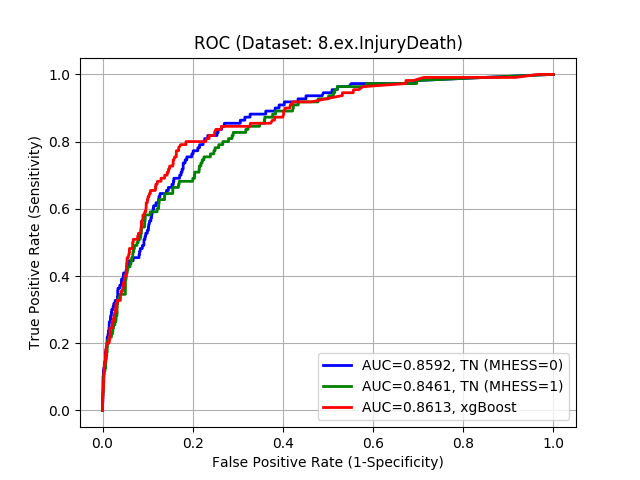 ROC (Dataset: 8.ex.InjuryDeath)
True Positive Rate (Sensitivity)
1.0
0.8
0.6
0.4
0.2
0.0
AUC=0.8592, TN (MHESS=0)
AUC=0.8461, TN (MHESS=1)
AUC=0.8613, xgBoost
0.0 0.2 0.4 0.6 0.8 1.0
False Positive Rate (1-Specificity)